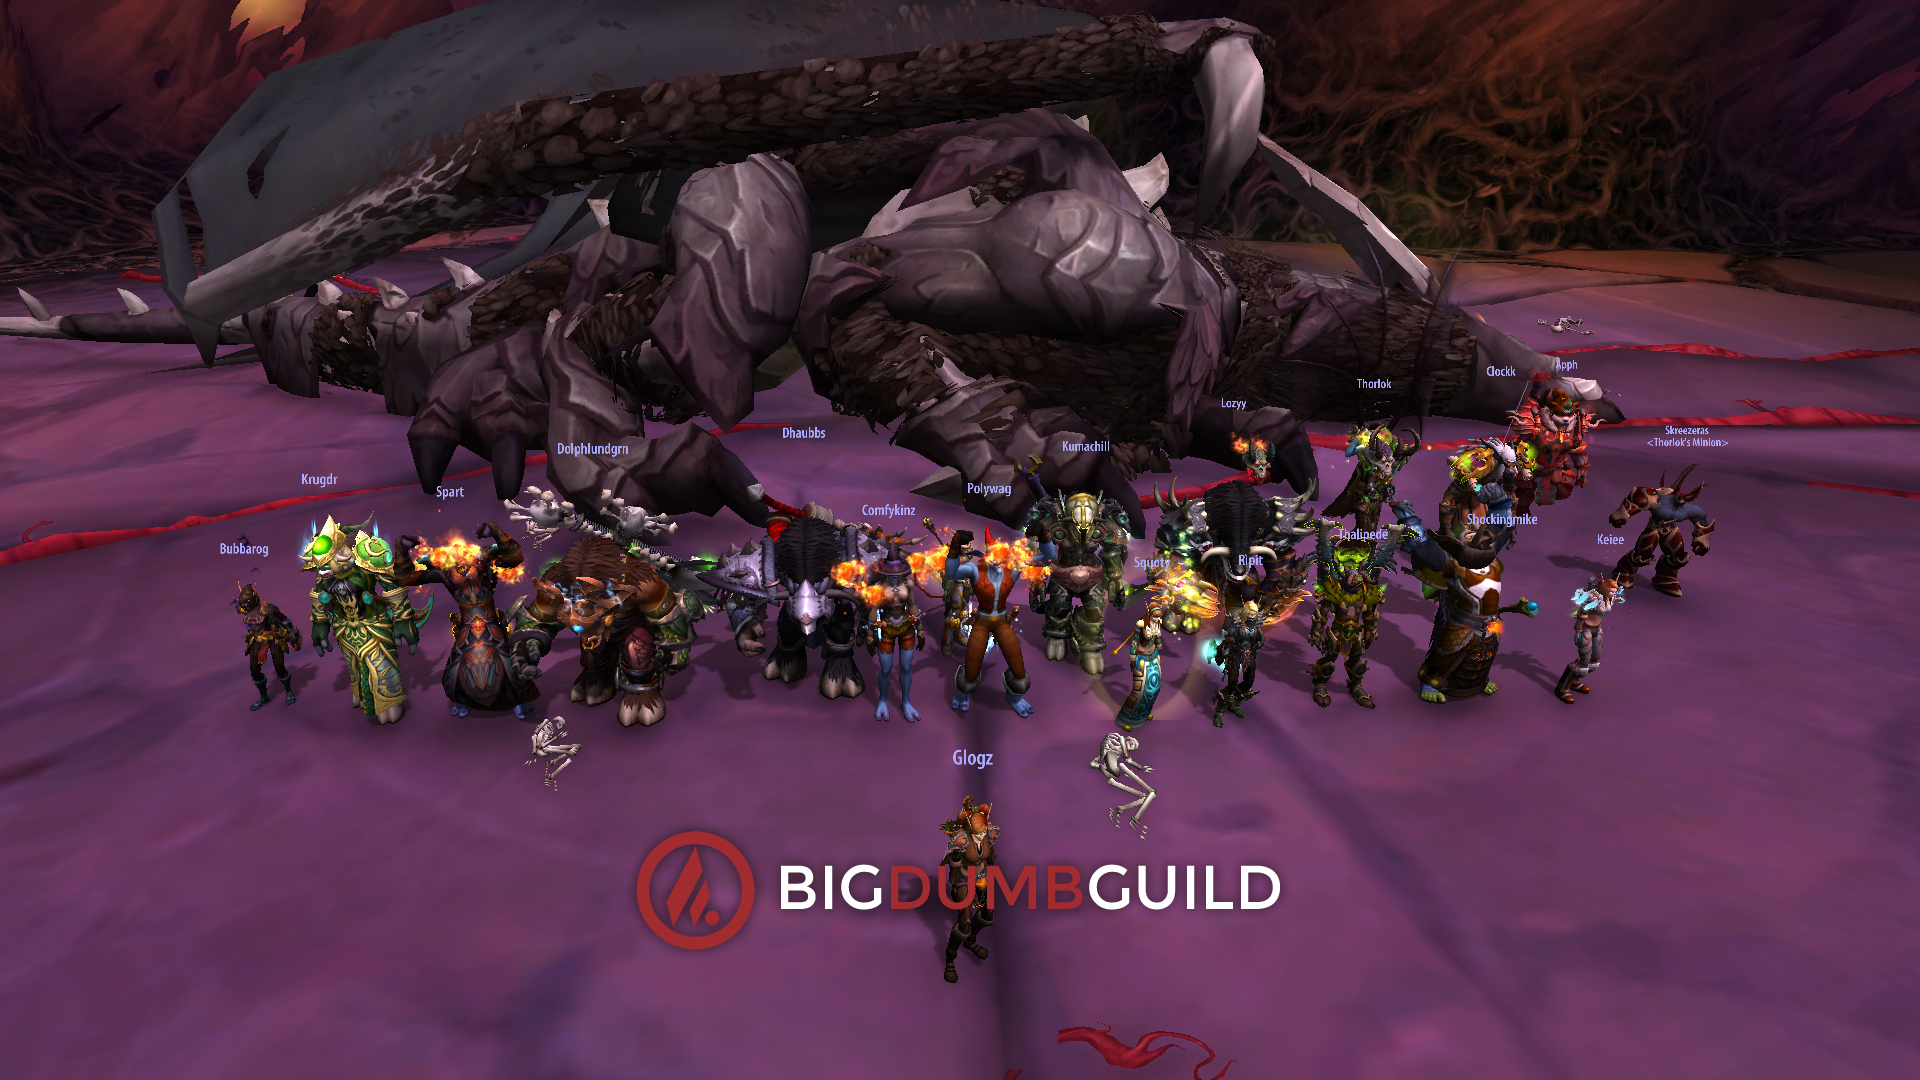 Thorlok
Clockk
Apph
Lozyy
Dhaubbs
Skreezeras
<Thorlok's Minion>
Kumachill
Dolphlundgrn
Krugdr
Spart
Polywag
Comfykinz
Shockingmike
Thalipede
Keiee
Bubbarog
Squoty
Ripit
Glogz
BIGDUMBGUILD